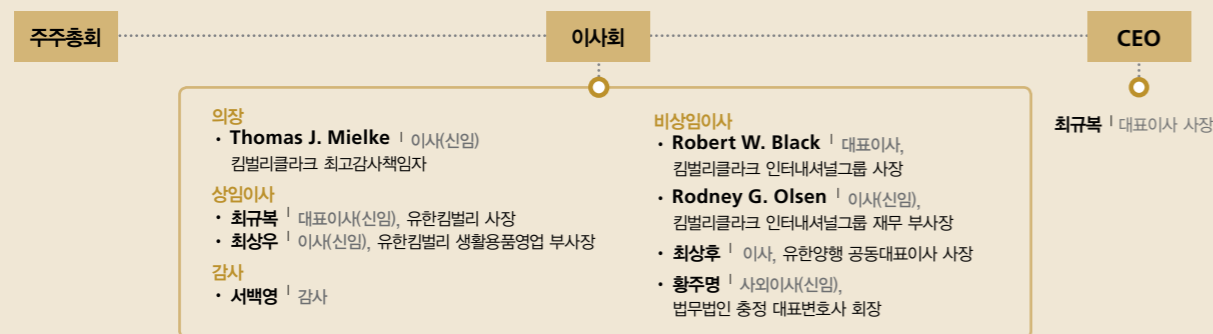 주주총회
이사회
CEO
의장
· Thomas J. Mielke | 이사(신임)
킴벌리클라크 최고감사책임자
상임이사
· 최규복 | 대표이사(신임), 유한킴벌리 사장
· 최상우 | 이사(신임), 유한킴벌리 생활용품영업 부사장
감사
· 서백영 | 감사
비상임이사
· Robert W. Black | 대표이사,
킴벌리클라크 인터내셔널그룹 사장
· Rodney G. Olsen | 이사(신임),
킴벌리클라크 인터내셔널그룹 재무 부사장
· 최상후 | 이사, 유한양행 공동대표이사 사장
· 황주명 | 사외이사(신임),
법무법인 충정 대표변호사 회장
최규복 | 대표이사 사장